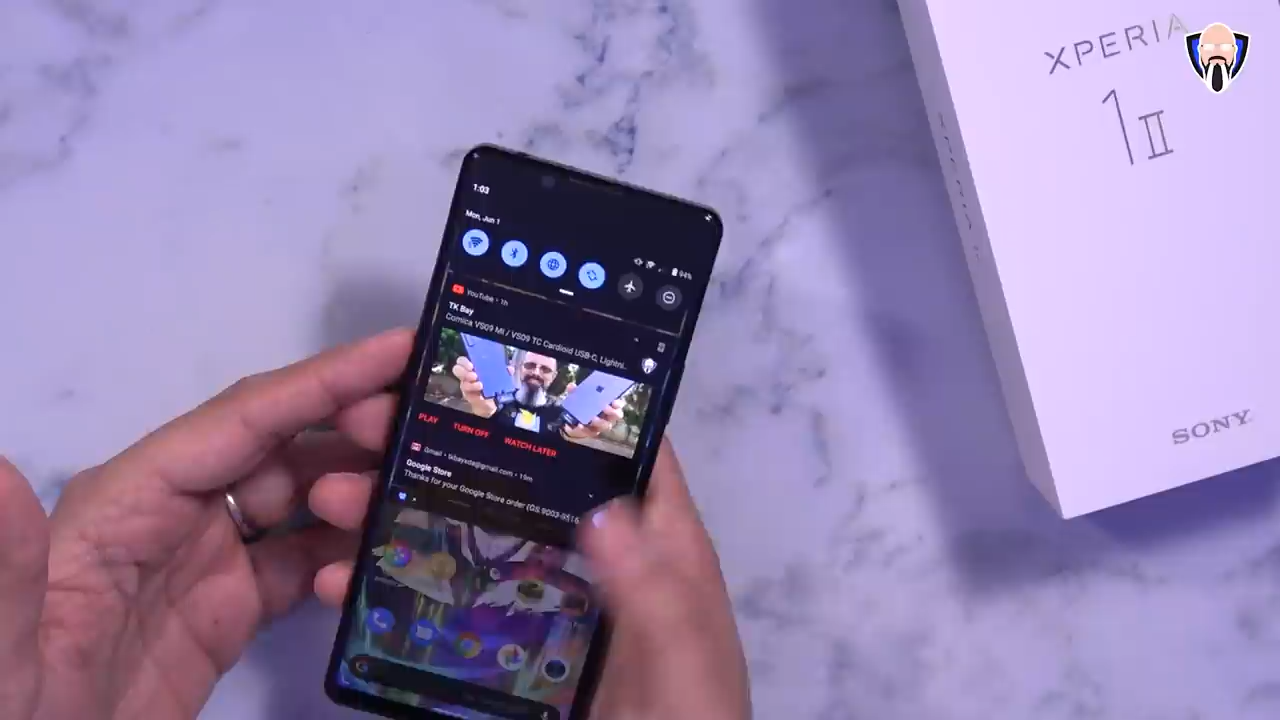 XPERIA
1 II
SONY
1:03
Mon, Jun 1
94%
YouTube • 1h
TK Bay
Comica VS09 MI / VS09 TC Cardioid USB-C, Lightni..
PLAY TURN OFF WATCH LATER
Gmail • tkbaysda@gmail.com • 19m
Google Store
Thanks for your Google Store order (GS.9003-9516